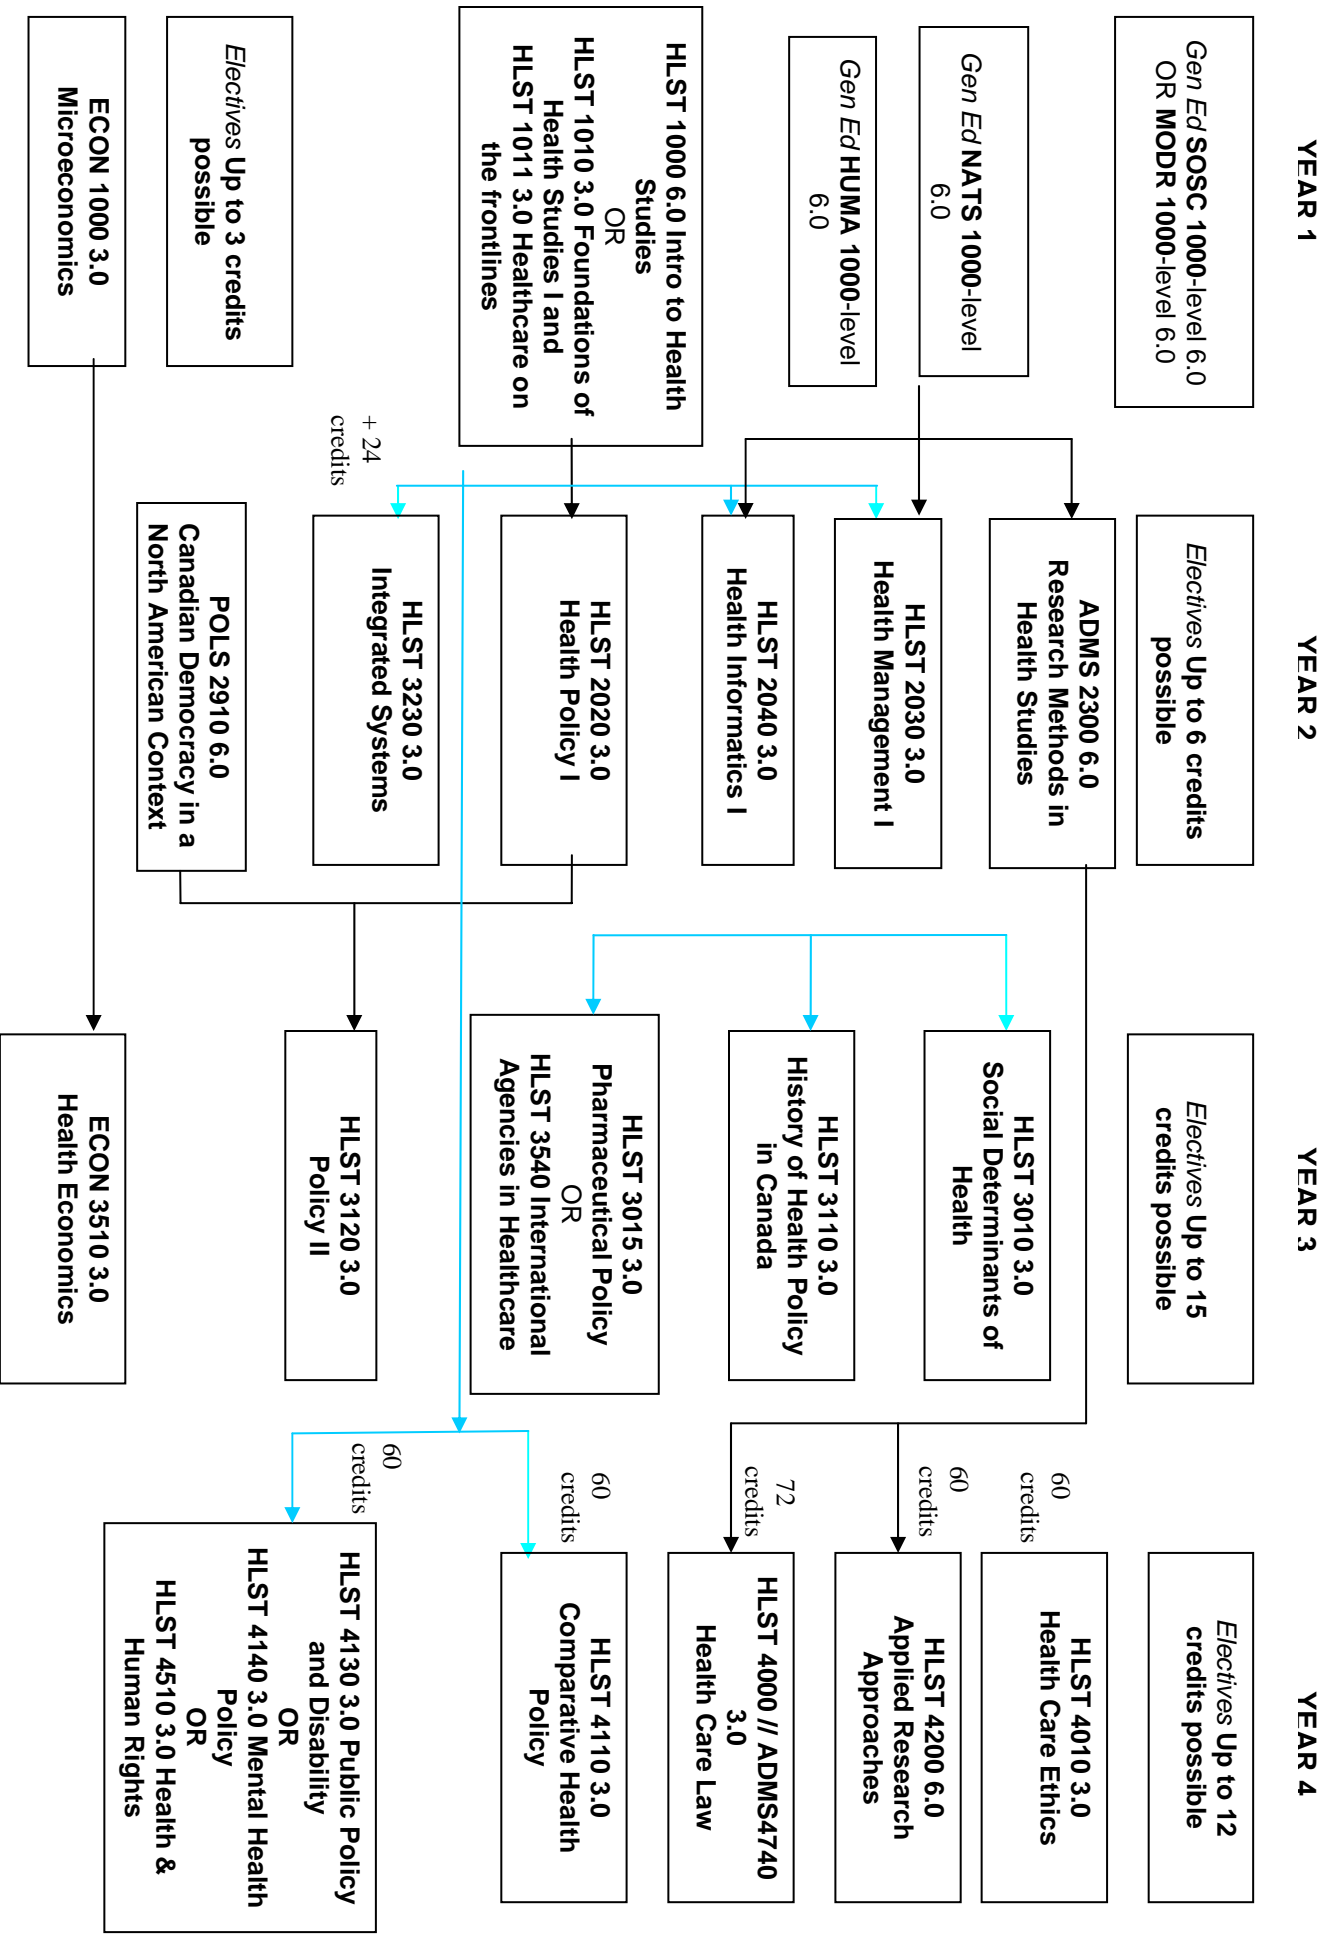 YEAR 1
Gen Ed SOSC 1000-level 6.0
OR MODR 1000-level 6.0
Gen Ed NATS 1000-level
6.0
Gen Ed HUMA 1000-level
6.0
HLST 1000 6.0 Intro to Health
Studies
OR
HLST 1010 3.0 Foundations of
Health Studies I and
HLST 1011 3.0 Healthcare on
the frontlines
Electives Up to 3 credits
possible
ECON 1000 3.0
Microeconomics
YEAR 2
Electives Up to 6 credits
possible
ADMS 2300 6.0
Research Methods in
Health Studies
HLST 2030 3.0
Health Management I
HLST 2040 3.0
Health Informatics I
HLST 2020 3.0
Health Policy I
+ 24
credits
HLST 3230 3.0
Integrated Systems
POLS 2910 6.0
Canadian Democracy in a
North American Context
YEAR 3
Electives Up to 15
credits possible
HLST 3010 3.0
Social Determinants of
Health
HLST 3110 3.0
History of Health Policy
in Canada
HLST 3015 3.0
Pharmaceutical Policy
OR
HLST 3540 International
Agencies in Healthcare
HLST 3120 3.0
Policy II
ECON 3510 3.0
Health Economics
YEAR 4
Electives Up to 12
credits possible
60
credits
HLST 4010 3.0
Health Care Ethics
60
credits
HLST 4200 6.0
Applied Research
Approaches
72
credits
HLST 4000 // ADMS4740
3.0
Health Care Law
60
credits
HLST 4110 3.0
Comparative Health
Policy
60
credits
HLST 4130 3.0 Public Policy
and Disability
OR
HLST 4140 3.0 Mental Health
Policy
OR
HLST 4510 3.0 Health &
Human Rights